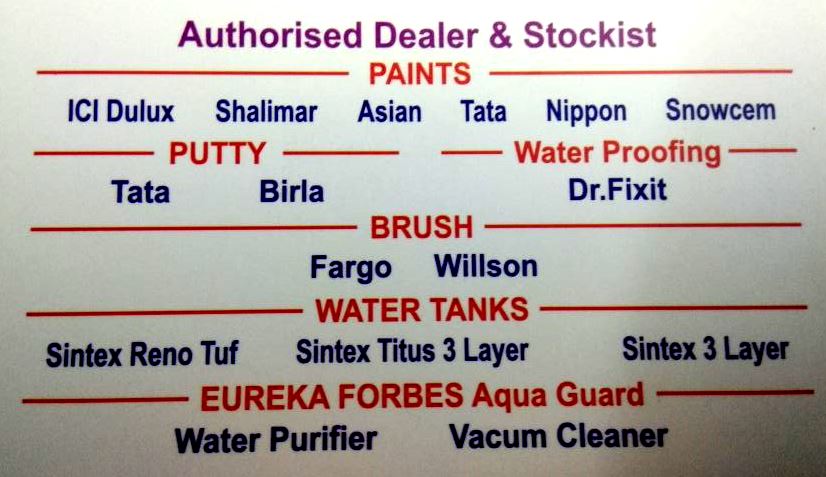 Authorised Dealer & Stockist
PAINTS
ICI Dulux Shalimar Asian Tata Nippon Snowcem
PUTTY Water Proofing
Tata Birla Dr.Fixit
BRUSH
Fargo Willson
WATER TANKS
Sintex Reno Tuf Sintex Titus 3 Layer Sintex 3 Layer
EUREKA FORBES Aqua Guard
Water Purifier Vacum Cleaner